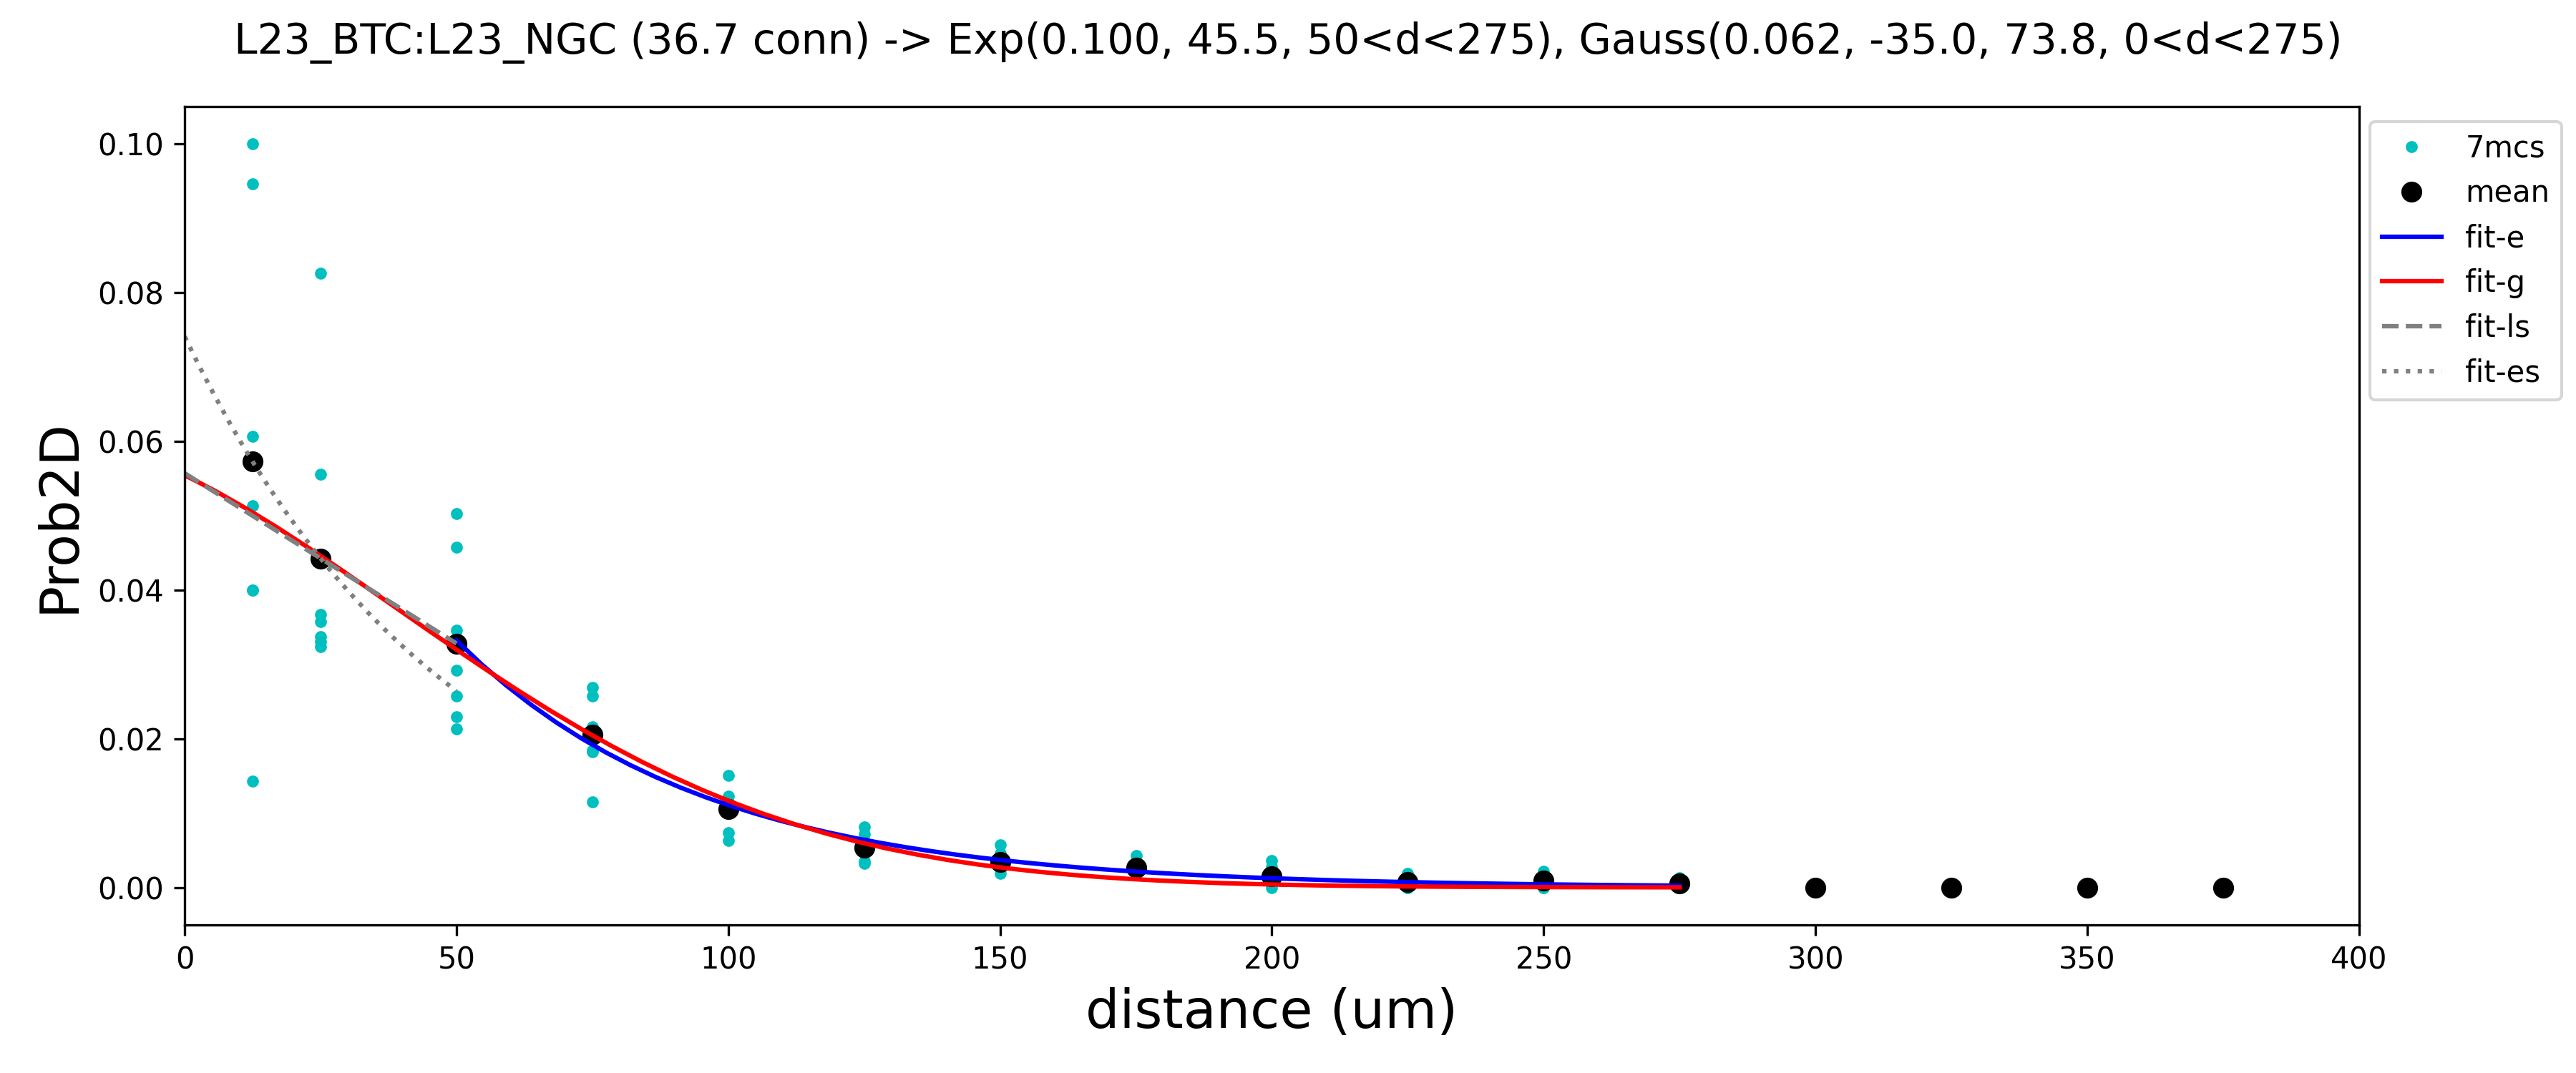 L23_BTC:L23_NGC (36.7 conn) -> Exp(0.100, 45.5, 50<d<275), Gauss(0.062, -35.0, 73.8, 0<d<275)
0.10
0.08
0.06
0.04
0.02
0.00
Prob2D
0 50 100 150 200 250 300 350 400
distance (um)
7mcs
mean
fit-e
fit-g
fit-ls
fit-es